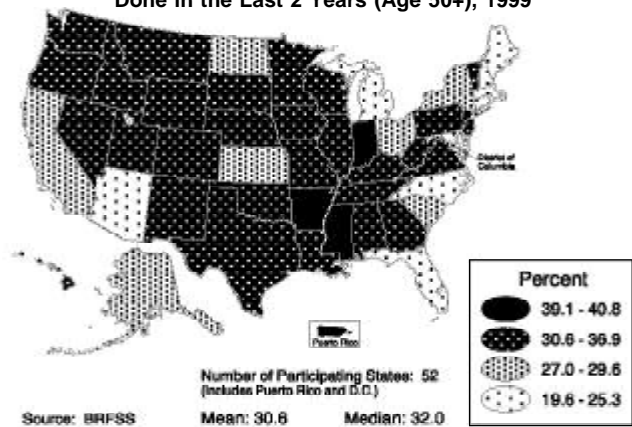 Done in the Last 2 Years (Age 50+), 1999
District of
Columbia
Puerto Rico
Percent
39.1 - 40.8
30.6 - 36.9
27.0 - 29.6
19.6 - 25.3
Number of Participating States: 52
(Includes Puerto Rico and D.C.)
Source: BRFSS
Mean: 30.6
Median: 32.0